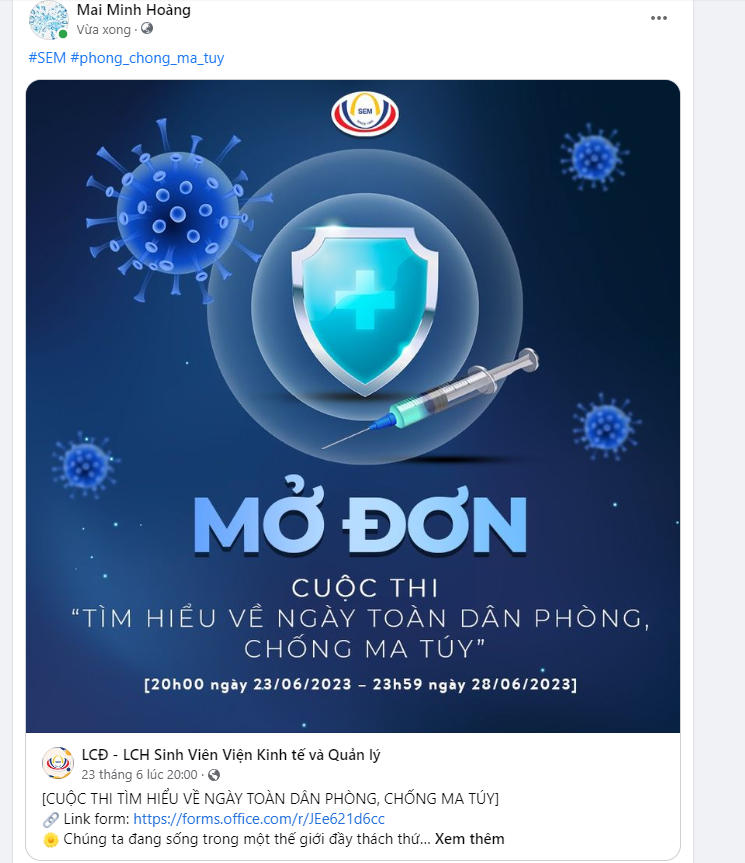 Mai Minh Hoàng
Vừa xong ·
#SEM #phong_chong_ma_tuy
SEM
MỞ ĐƠN
CUỘC THI
“TÌM HIỂU VỀ NGÀY TOÀN DÂN PHÒNG,
CHỐNG MA TÚY”
[20h00 ngày 23/06/2023 – 23h59 ngày 28/06/2023]
LCĐ - LCH Sinh Viên Viện Kinh tế và Quản lý
23 tháng 6 lúc 20:00 ·
[CUỘC THI TÌM HIỂU VỀ NGÀY TOÀN DÂN PHÒNG, CHỐNG MA TÚY]
🔗 Link form: https://forms.office.com/r/JEe621d6cc
🌼 Chúng ta đang sống trong một thế giới đầy thách thứ... Xem thêm